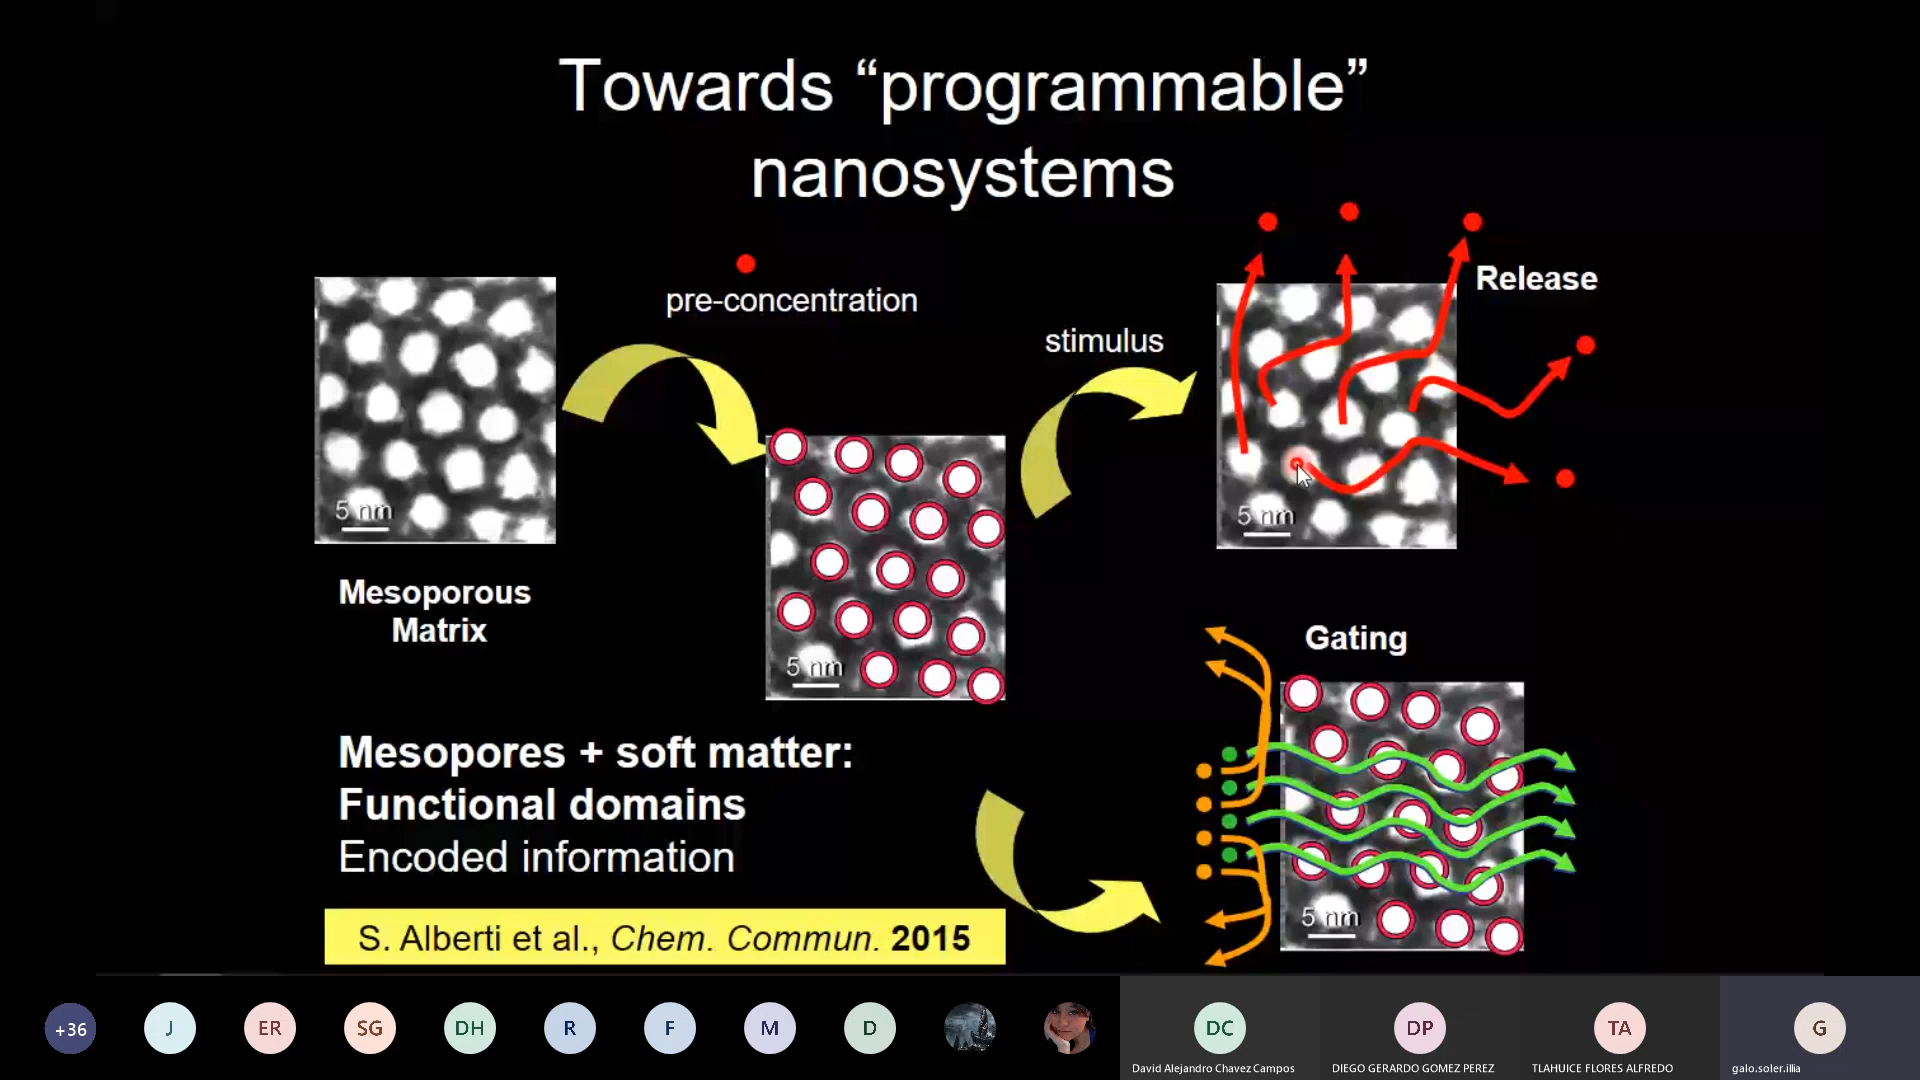 Towards “programmable”
nanosystems
pre-concentration
stimulus
Release
5 nm
5 nm
Mesoporous
Matrix
5 nm
Gating
Mesopores + soft matter:
Functional domains
Encoded information
5 nm
S. Alberti et al., Chem. Commun. 2015
+36
J
ER
SG
DH
R
F
M
D
DC
DP
TA
G
David Alejandro Chavez Campos
DIEGO GERARDO GOMEZ PEREZ
TLAHUICE FLORES ALFREDO
galo.soler.illia